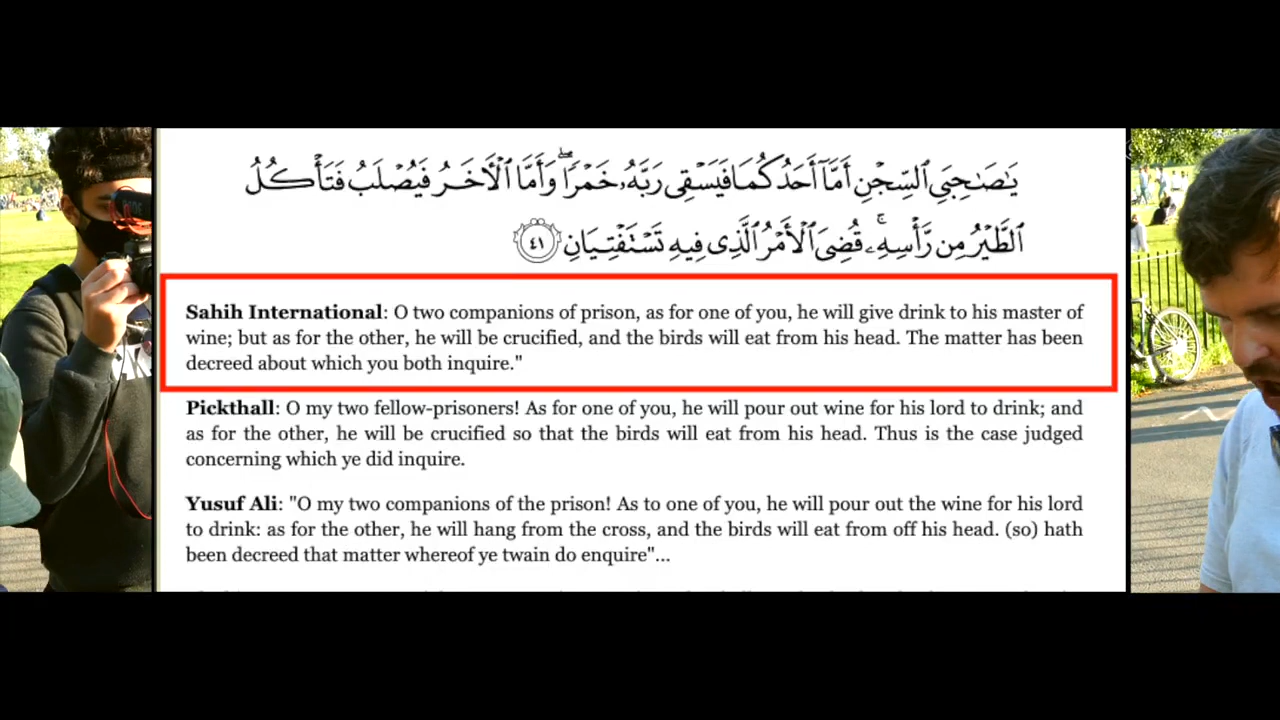 يَـٰصَـٰحِبَىِ ٱلسِّجْنِ أَمَّآ أَحَدُكُمَا فَيَسْقِى رَبَّهُۥ خَمْرًا ۖ وَأَمَّا ٱلْـَٔاخَرُ فَيُصْلَبُ فَتَأْكُلُ
ٱلطَّيْرُ مِن رَّأْسِهِۦ ۚ قُضِىَ ٱلْأَمْرُ ٱلَّذِى فِيهِ تَسْتَفْتِيَانِ ٤١
Sahih International: O two companions of prison, as for one of you, he will give drink to his master of
wine; but as for the other, he will be crucified, and the birds will eat from his head. The matter has been
decreed about which you both inquire."
Pickthall: O my two fellow-prisoners! As for one of you, he will pour out wine for his lord to drink; and
as for the other, he will be crucified so that the birds will eat from his head. Thus is the case judged
concerning which ye did inquire.
Yusuf Ali: "O my two companions of the prison! As to one of you, he will pour out the wine for his lord
to drink: as for the other, he will hang from the cross, and the birds will eat from off his head. (so) hath
been decreed that matter whereof ye twain do enquire"...